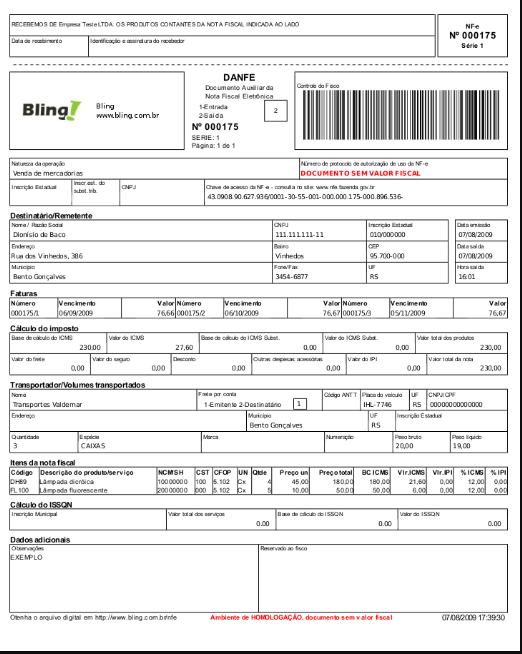 RECEBEMOS DE Empresa Teste LTDA. OS PRODUTOS CONTANTES DA NOTA FISCAL INDICADA AO LADO
NF-e
Nº 000175
Série 1
Data de recebimento
Identificação e assinatura do recebedor
Bling!
Bling
www.bling.com.br
DANFE
Documento Auxiliar da
Nota Fiscal Eletrônica
1-Entrada
2-Saída
2
Nº 000175
SERIE: 1
Página: 1 de 1
Controle do Fisco
Natureza da operação
Venda de mercadorias
Número de protocolo de autorização de uso da NF-e
DOCUMENTO SEM VALOR FISCAL
Inscrição Estadual
Inscr.est. do subst. trib.
CNPJ
Chave de acesso da NF-e - consulta no site: www.nfe.fazenda.gov.br
43.0908.90.627.936/0001-30-55-001-000.000.175-000.896.536-
Destinatário/Remetente
Nome / Razão Social CNPJ Inscrição Estadual Data emissão
Dionísio de Baco 111.111.111-11 010/000000 07/08/2009
Endereço Bairro CEP Data saída
Rua dos Vinhedos, 386 Vinhedos 95.700-000 07/08/2009
Município Fone/Fax UF Hora saída
Bento Gonçalves 3454-6877 RS 16:01
Faturas
Número Vencimento Valor Número Vencimento Valor Número Vencimento Valor
000175/1 06/09/2009 76,66 000175/2 06/10/2009 76,67 000175/3 05/11/2009 76,67
Cálculo do imposto
Base de cálculo do ICMS Valor do ICMS Base de cálculo do ICMS Subst. Valor do ICMS Subst. Valor total dos produtos
230,00 27,60 0,00 0,00 230,00
Valor do frete Valor do seguro Desconto Outras despesas acessórias Valor do IPI Valor total da nota
0,00 0,00 0,00 0,00 0,00 230,00
Transportador/Volumes transportados
Nome Frete por conta Código ANTT Placa do veículo UF CNPJ/CPF
Transportes Valdemar 1-Emitente 2-Destinatário 1 IHL-7746 RS 00000000000000
Endereço Município UF Inscrição Estadual
Bento Gonçalves RS
Quantidade Espécie Marca Numeração Peso bruto Peso líquido
3 CAIXAS 20,00 19,00
Itens da nota fiscal
Código Descrição do produto/serviço NCM/SH CST CFOP UN Qtde Preço un Preço total BC ICMS Vlr.ICMS Vlr.IPI % ICMS % IPI
DH89 Lâmpada dicróica 10000000 100 5.102 Cx 4 45,00 180,00 180,00 21,60 0,00 12,00 0.00
FL100 Lâmpada fluorescente 20000000 000 5.102 Cx 5 10,00 50,00 50,00 6,00 0,00 12,00 0.00
Cálculo do ISSQN
Inscrição Municipal Valor total dos serviços Base de cálculo do ISSQN Valor do ISSQN
0.00 0.00 0.00
Dados adicionais
Observações Reservado ao fisco
EXEMPLO
Obtenha o arquivo digital em http://www.bling.com.br/nfe Ambiente de HOMOLOGAÇÃO, documento sem valor fiscal 07/08/2009 17:39:30